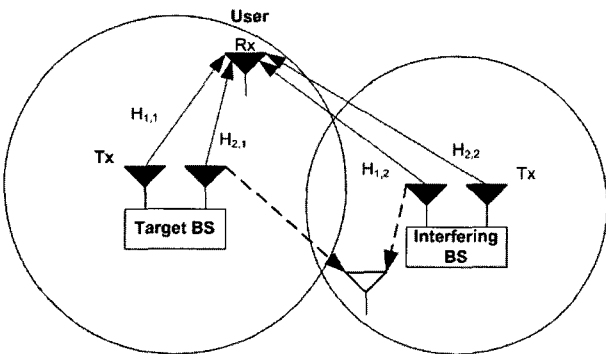 User
Rx
H1,1
H2,1
H1,2
H2,2
Tx
Tx
Target BS
Interfering
BS